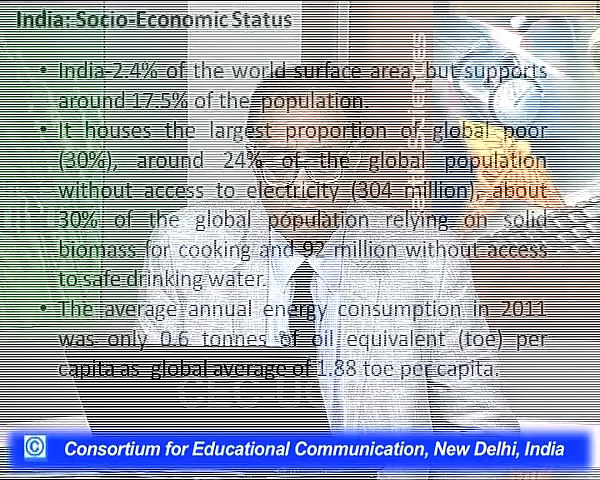 India: Socio-Economic Status
• India-2.4% of the world surface area, but supports
around 17.5% of the population.
• It houses the largest proportion of global poor
(30%), around 24% of the global population
without access to electricity (304 million), about
30% of the global population relying on solid
biomass for cooking and 92 million without access
to safe drinking water.
• The average annual energy consumption in 2011
was only 0.6 tonnes of oil equivalent (toe) per
capita as global average of 1.88 toe per capita.
© Consortium for Educational Communication, New Delhi, India